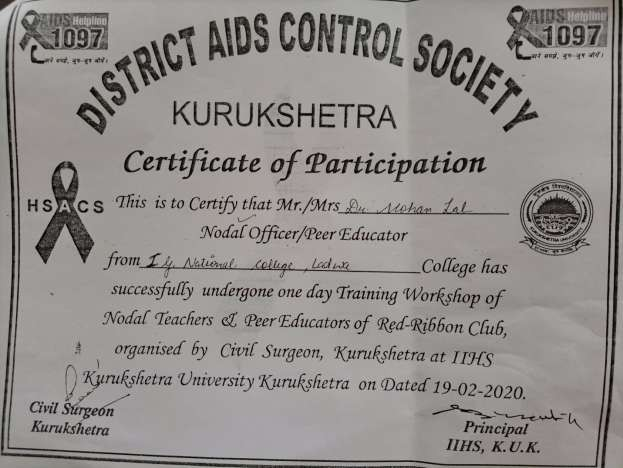 AIDS Helpline
1097
AIDS Helpline
1097
DISTRICT AIDS CONTROL SOCIETY
KURUKSHETRA
Certificate of Participation
HSACS
This is to Certify that Mr./Mrs Dr Mohan Lal
Nodal Officer/Peer Educator
from I G National College, Ladwa College has
successfully undergone one day Training Workshop of
Nodal Teachers & Peer Educators of Red-Ribbon Club,
organised by Civil Surgeon, Kurukshetra at IIHS
Kurukshetra University Kurukshetra on Dated 19-02-2020.
Civil Surgeon
Kurukshetra
Principal
IIHS, K.U.K.